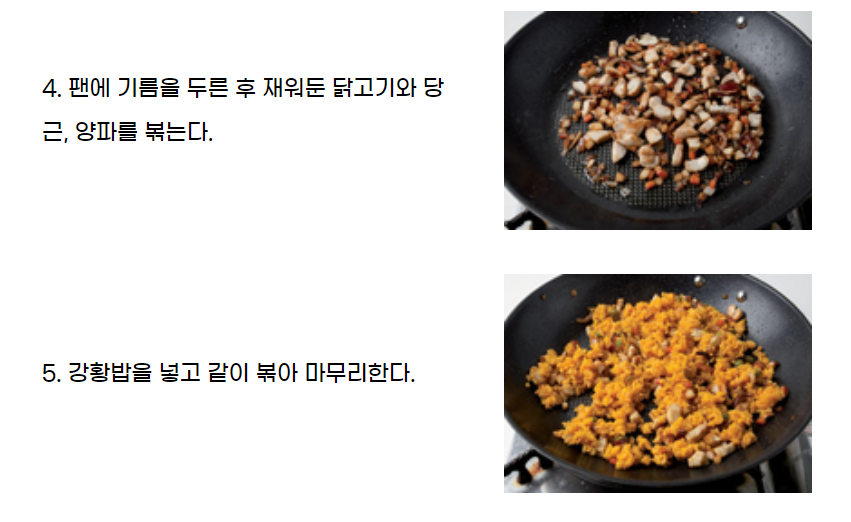 4. 팬에 기름을 두른 후 재워둔 닭고기와 당
근, 양파를 볶는다.
5. 강황밥을 넣고 같이 볶아 마무리한다.